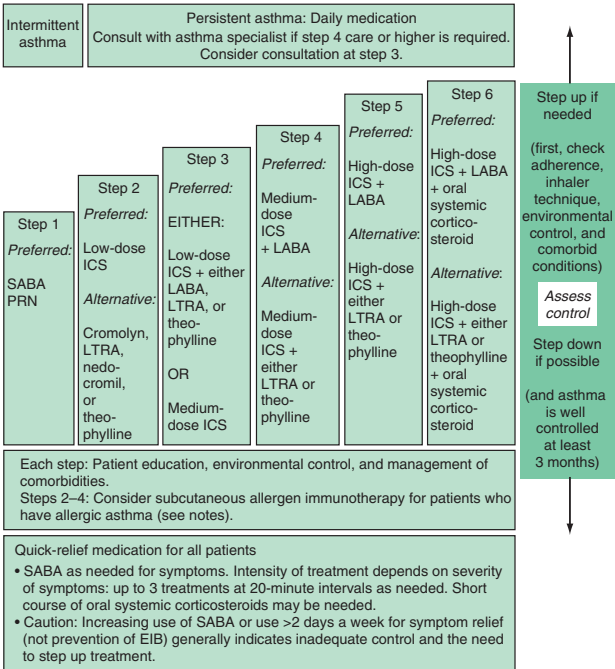 Intermittent
asthma
Persistent asthma: Daily medication
Consult with asthma specialist if step 4 care or higher is required.
Consider consultation at step 3.
Step 1
Preferred:
SABA
PRN
Step 2
Preferred:
Low-dose
ICS
Alternative:
Cromolyn,
LTRA,
nedo-
cromil,
or
theo-
phylline
Step 3
Preferred:
EITHER:
Low-dose
ICS + either
LABA,
LTRA, or
theo-
phylline
OR
Medium-
dose ICS
Step 4
Preferred:
Medium-
dose
ICS
+ LABA
Alternative:
Medium-
dose
ICS +
either
LTRA or
theo-
phylline
Step 5
Preferred:
High-dose
ICS +
LABA
Alternative:
High-dose
ICS +
either
LTRA or
theo-
phylline
Step 6
Preferred:
High-dose
ICS + LABA
+ oral
systemic
cortico-
steroid
Alternative:
High-dose
ICS + either
LTRA or
theophylline
+ oral
systemic
cortico-
steroid
Step up if
needed
(first, check
adherence,
inhaler
technique,
environmental
control, and
comorbid
conditions)
Assess
control
Step down
if possible
(and asthma
is well
controlled
at least
3 months)
Each step: Patient education, environmental control, and management of
comorbidities.
Steps 2–4: Consider subcutaneous allergen immunotherapy for patients who
have allergic asthma (see notes).
Quick-relief medication for all patients
• SABA as needed for symptoms. Intensity of treatment depends on severity
of symptoms: up to 3 treatments at 20-minute intervals as needed. Short
course of oral systemic corticosteroids may be needed.
• Caution: Increasing use of SABA or use >2 days a week for symptom relief
(not prevention of EIB) generally indicates inadequate control and the need
to step up treatment.